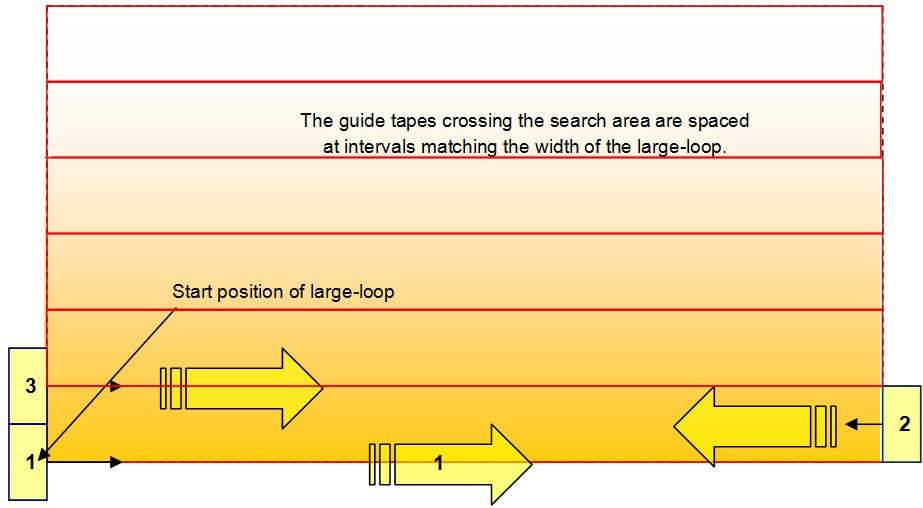 The guide tapes crossing the search area are spaced
at intervals matching the width of the large-loop.
Start position of large-loop
3
2
1
1